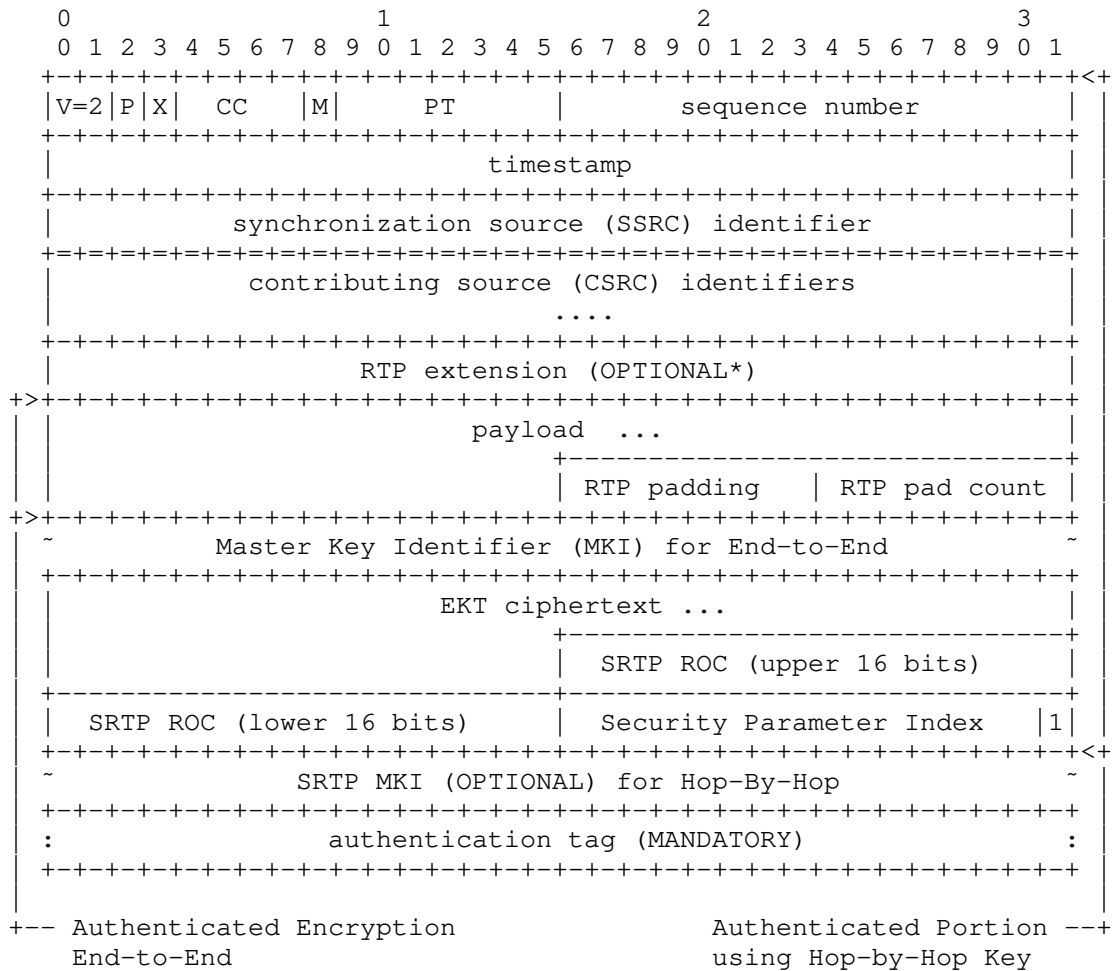 0                   1                   2                   3
0 1 2 3 4 5 6 7 8 9 0 1 2 3 4 5 6 7 8 9 0 1 2 3 4 5 6 7 8 9 0 1
V=2|P|X| CC |M| PT | sequence number
timestamp
synchronization source (SSRC) identifier
contributing source (CSRC) identifiers
....
RTP extension (OPTIONAL*)
payload ...
RTP padding | RTP pad count
Master Key Identifier (MKI) for End-to-End
EKT ciphertext ...
SRTP ROC (upper 16 bits)
SRTP ROC (lower 16 bits) | Security Parameter Index |1|
SRTP MKI (OPTIONAL) for Hop-By-Hop
: authentication tag (MANDATORY) :
+-- Authenticated Encryption Authenticated Portion --+
End-to-End using Hop-by-Hop Key